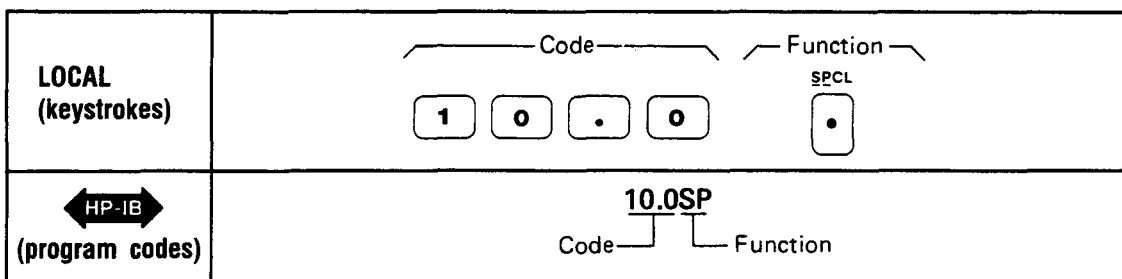 LOCAL
(keystrokes)
Code Function
SPCL
1 0 . 0 •
HP-IB
(program codes)
10.0SP
Code Function